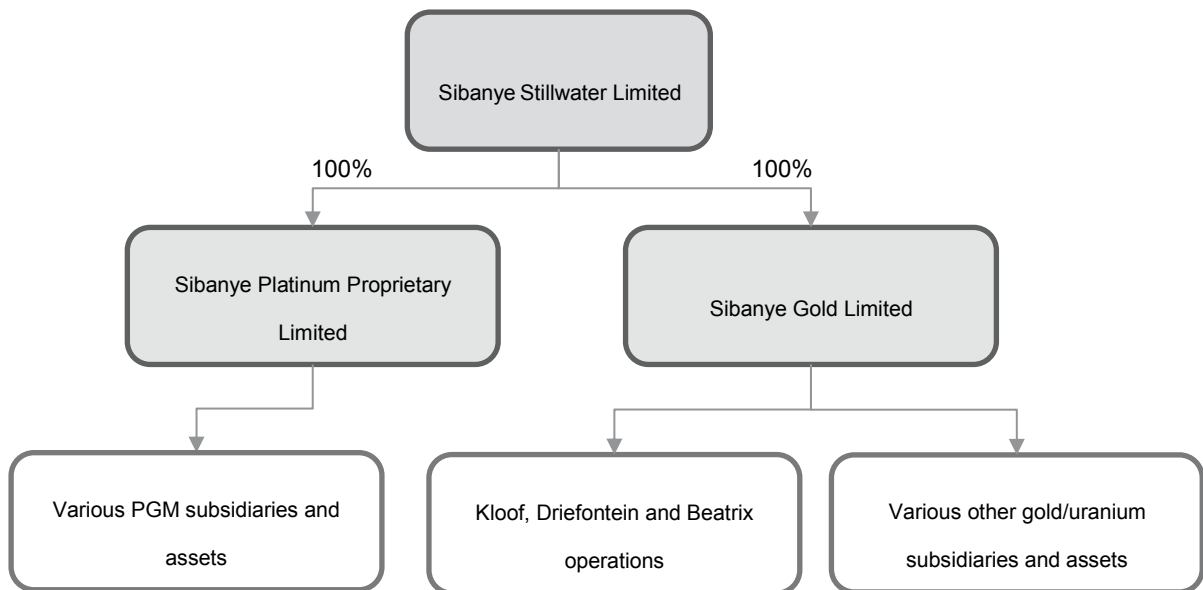 Sibanye Stillwater Limited
100%
100%
Sibanye Platinum Proprietary
Limited
Sibanye Gold Limited
Various PGM subsidiaries and
assets
Kloof, Driefontein and Beatrix
operations
Various other gold/uranium
subsidiaries and assets